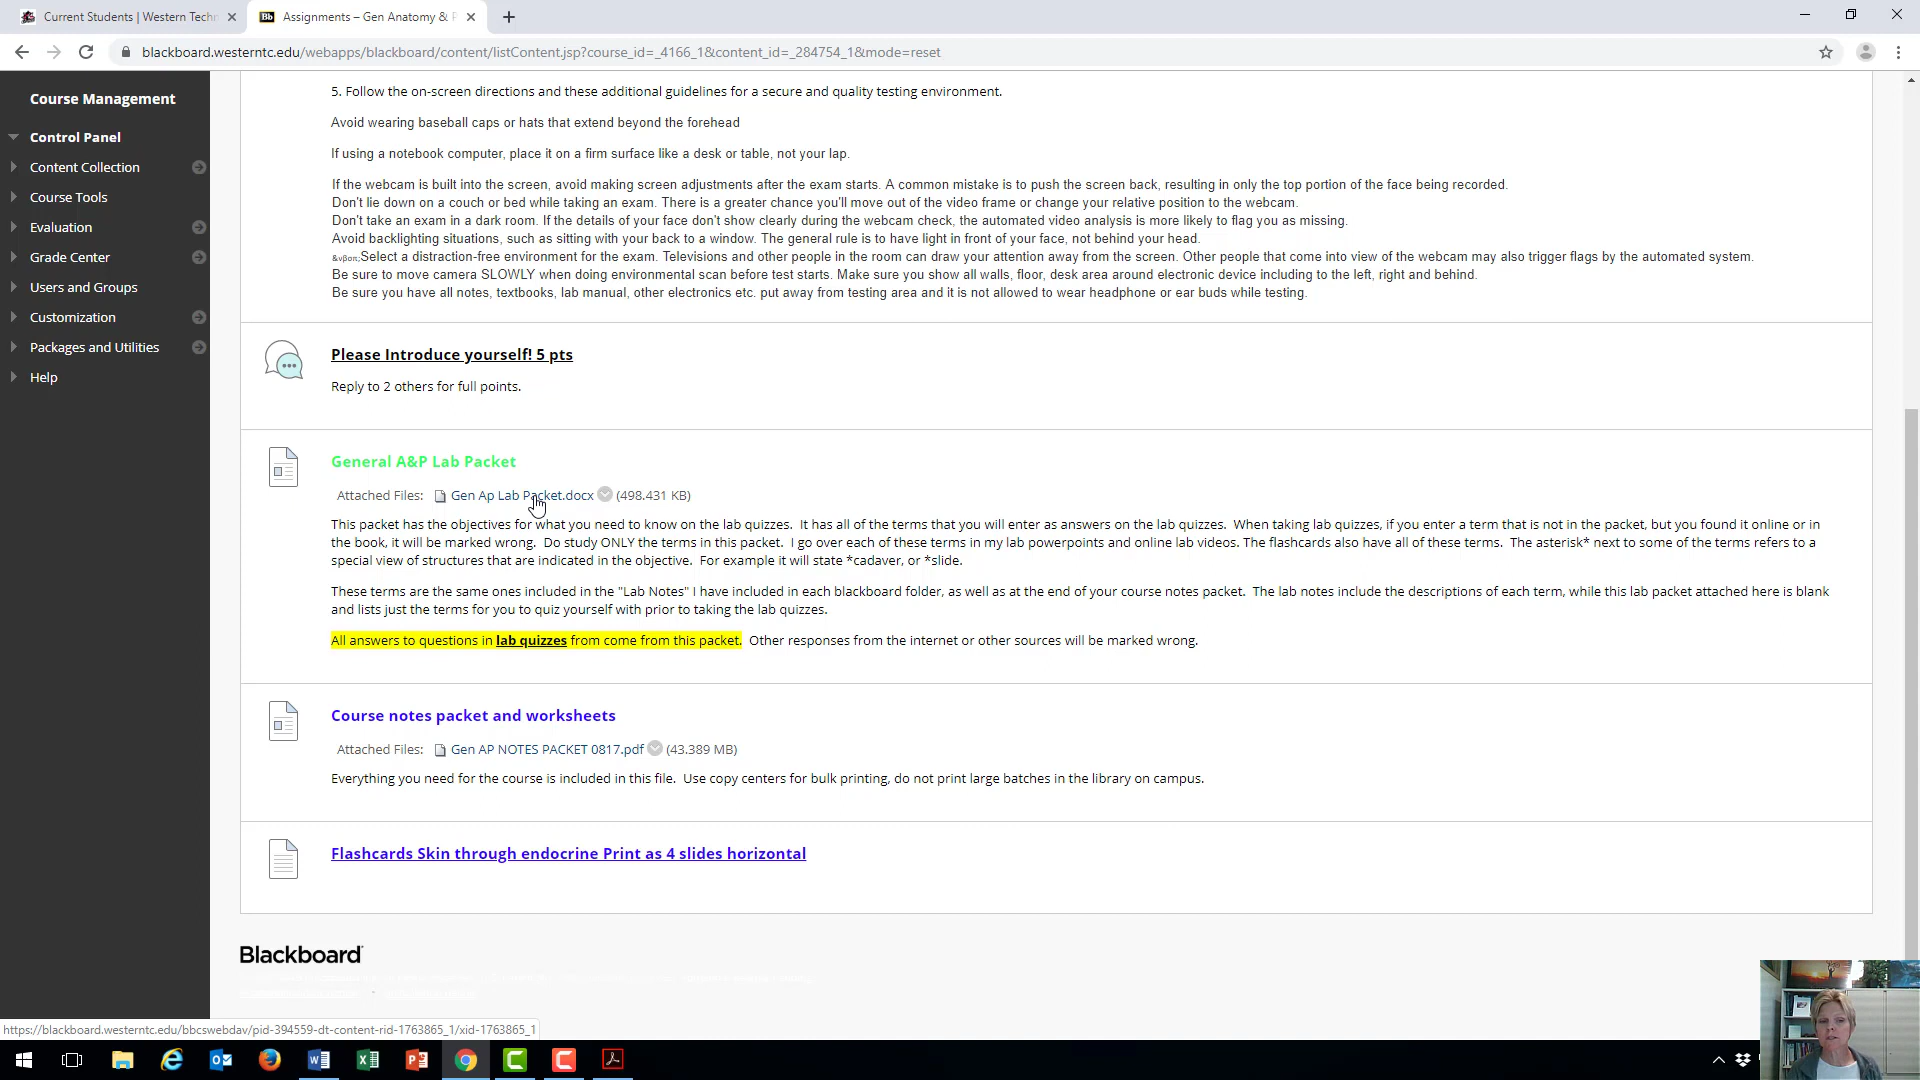 Current Students | Western Techn
Assignments – Gen Anatomy & P
blackboard.westerntc.edu/webapps/blackboard/content/listContent.jsp?course_id=_4166_1&content_id=_284754_1&mode=reset
Course Management
Control Panel
Content Collection
Course Tools
Evaluation
Grade Center
Users and Groups
Customization
Packages and Utilities
Help
5. Follow the on-screen directions and these additional guidelines for a secure and quality testing environment.
Avoid wearing baseball caps or hats that extend beyond the forehead
If using a notebook computer, place it on a firm surface like a desk or table, not your lap.
If the webcam is built into the screen, avoid making screen adjustments after the exam starts. A common mistake is to push the screen back, resulting in only the top portion of the face being recorded.
Don't lie down on a couch or bed while taking an exam. There is a greater chance you'll move out of the video frame or change your relative position to the webcam.
Don't take an exam in a dark room. If the details of your face don't show clearly during the webcam check, the automated video analysis is more likely to flag you as missing.
Avoid backlighting situations, such as sitting with your back to a window. The general rule is to have light in front of your face, not behind your head.
&νβσπ;Select a distraction-free environment for the exam. Televisions and other people in the room can draw your attention away from the screen. Other people that come into view of the webcam may also trigger flags by the automated system.
Be sure to move camera SLOWLY when doing environmental scan before test starts. Make sure you show all walls, floor, desk area around electronic device including to the left, right and behind.
Be sure you have all notes, textbooks, lab manual, other electronics etc. put away from testing area and it is not allowed to wear headphone or ear buds while testing.
Please Introduce yourself! 5 pts
Reply to 2 others for full points.
General A&P Lab Packet
Attached Files: Gen Ap Lab Packet.docx (498.431 KB)
This packet has the objectives for what you need to know on the lab quizzes. It has all of the terms that you will enter as answers on the lab quizzes. When taking lab quizzes, if you enter a term that is not in the packet, but you found it online or in
the book, it will be marked wrong. Do study ONLY the terms in this packet. I go over each of these terms in my lab powerpoints and online lab videos. The flashcards also have all of these terms. The asterisk* next to some of the terms refers to a
special view of structures that are indicated in the objective. For example it will state *cadaver, or *slide.
These terms are the same ones included in the "Lab Notes" I have included in each blackboard folder, as well as at the end of your course notes packet. The lab notes include the descriptions of each term, while this lab packet attached here is blank
and lists just the terms for you to quiz yourself with prior to taking the lab quizzes.
All answers to questions in lab quizzes from come from this packet. Other responses from the internet or other sources will be marked wrong.
Course notes packet and worksheets
Attached Files: Gen AP NOTES PACKET 0817.pdf (43.389 MB)
Everything you need for the course is included in this file. Use copy centers for bulk printing, do not print large batches in the library on campus.
Flashcards Skin through endocrine Print as 4 slides horizontal
Blackboard
https://blackboard.westerntc.edu/bbcswebdav/pid-394559-dt-content-rid-1763865_1/xid-1763865_1